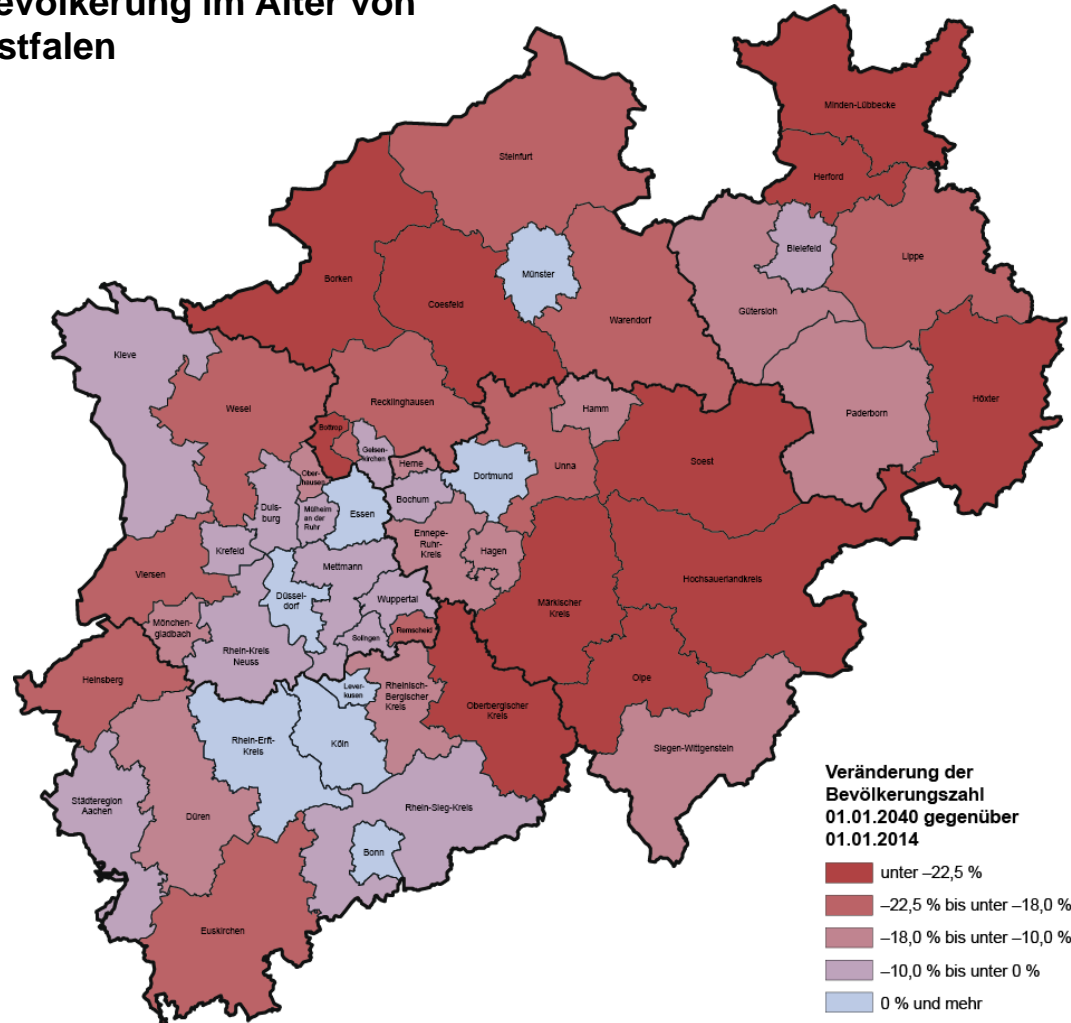 evölkerung im Alter von
stfalen
Minden-Lübbecke
Steinfurt
Herford
Bielefeld
Lippe
Münster
Borken
Coesfeld
Warendorf
Gütersloh
Kleve
Wesel
Recklinghausen
Hamm
Paderborn
Höxter
Bottrop
Gelsen-
kirchen
Herne
Dortmund
Unna
Soest
Ober-
hausen
Duis-
burg
Mülheim
an der
Ruhr
Essen
Bochum
Ennepe-
Ruhr-
Kreis
Hagen
Krefeld
Viersen
Mettmann
Düssel-
dorf
Wuppertal
Märkischer
Kreis
Hochsauerlandkreis
Mönchen-
gladbach
Solingen
Remscheid
Rhein-Kreis
Neuss
Heinsberg
Lever-
kusen
Rheinisch-
Bergischer
Kreis
Oberbergischer
Kreis
Olpe
Rhein-Erft-
Kreis
Köln
Siegen-Wittgenstein
Städteregion
Aachen
Düren
Rhein-Sieg-Kreis
Bonn
Euskirchen
Veränderung der
Bevölkerungszahl
01.01.2040 gegenüber
01.01.2014
unter –22,5 %
–22,5 % bis unter –18,0 %
–18,0 % bis unter –10,0 %
–10,0 % bis unter 0 %
0 % und mehr